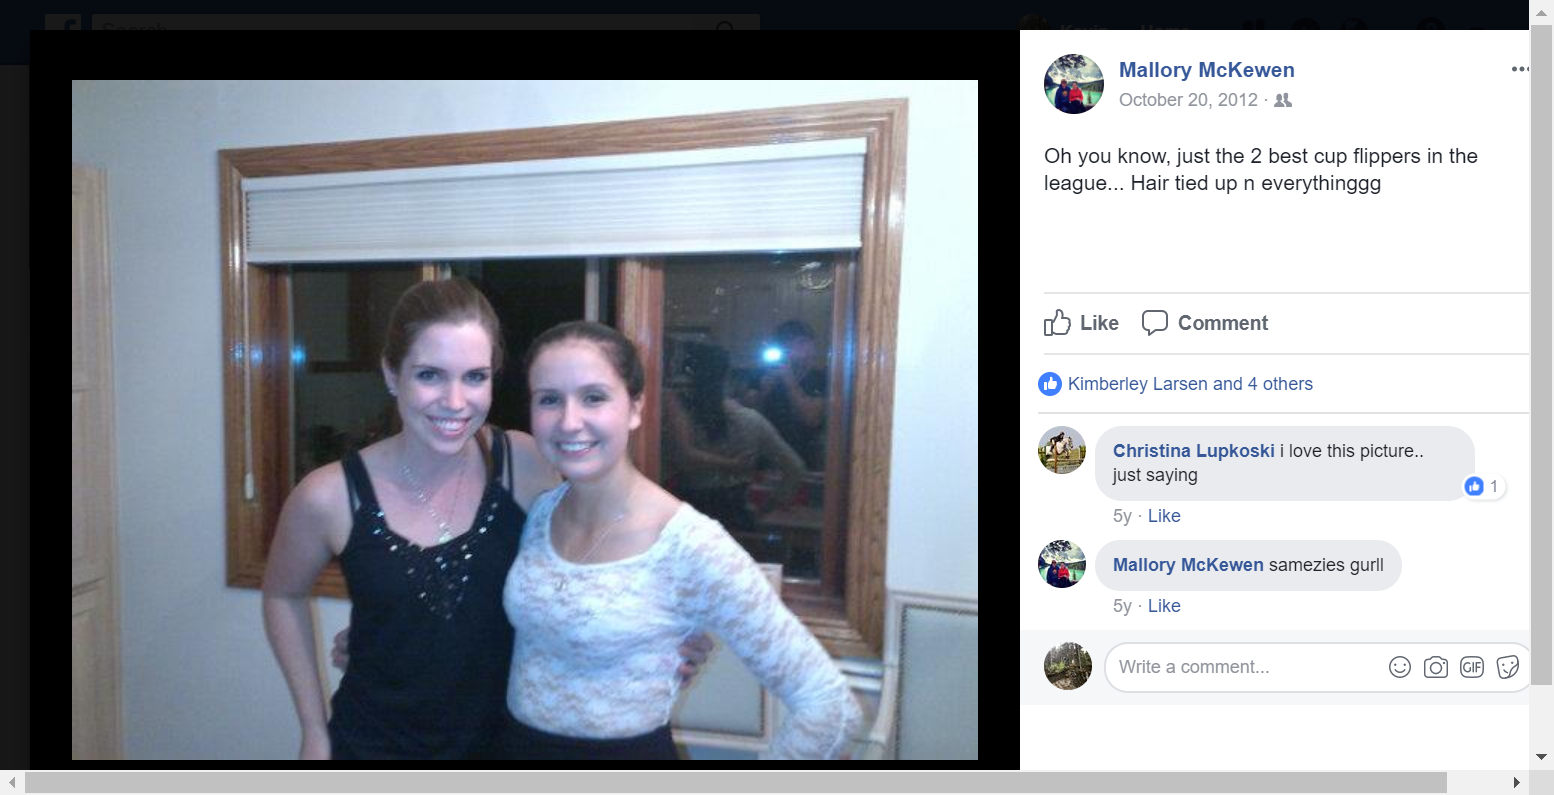 Search
Mallory McKewen
October 20, 2012 ·
Oh you know, just the 2 best cup flippers in the
league... Hair tied up n everythinggg
Like Comment
Kimberley Larsen and 4 others
Christina Lupkoski i love this picture..
just saying
1
5y · Like
Mallory McKewen samezies gurll
5y · Like
Write a comment...
GIF